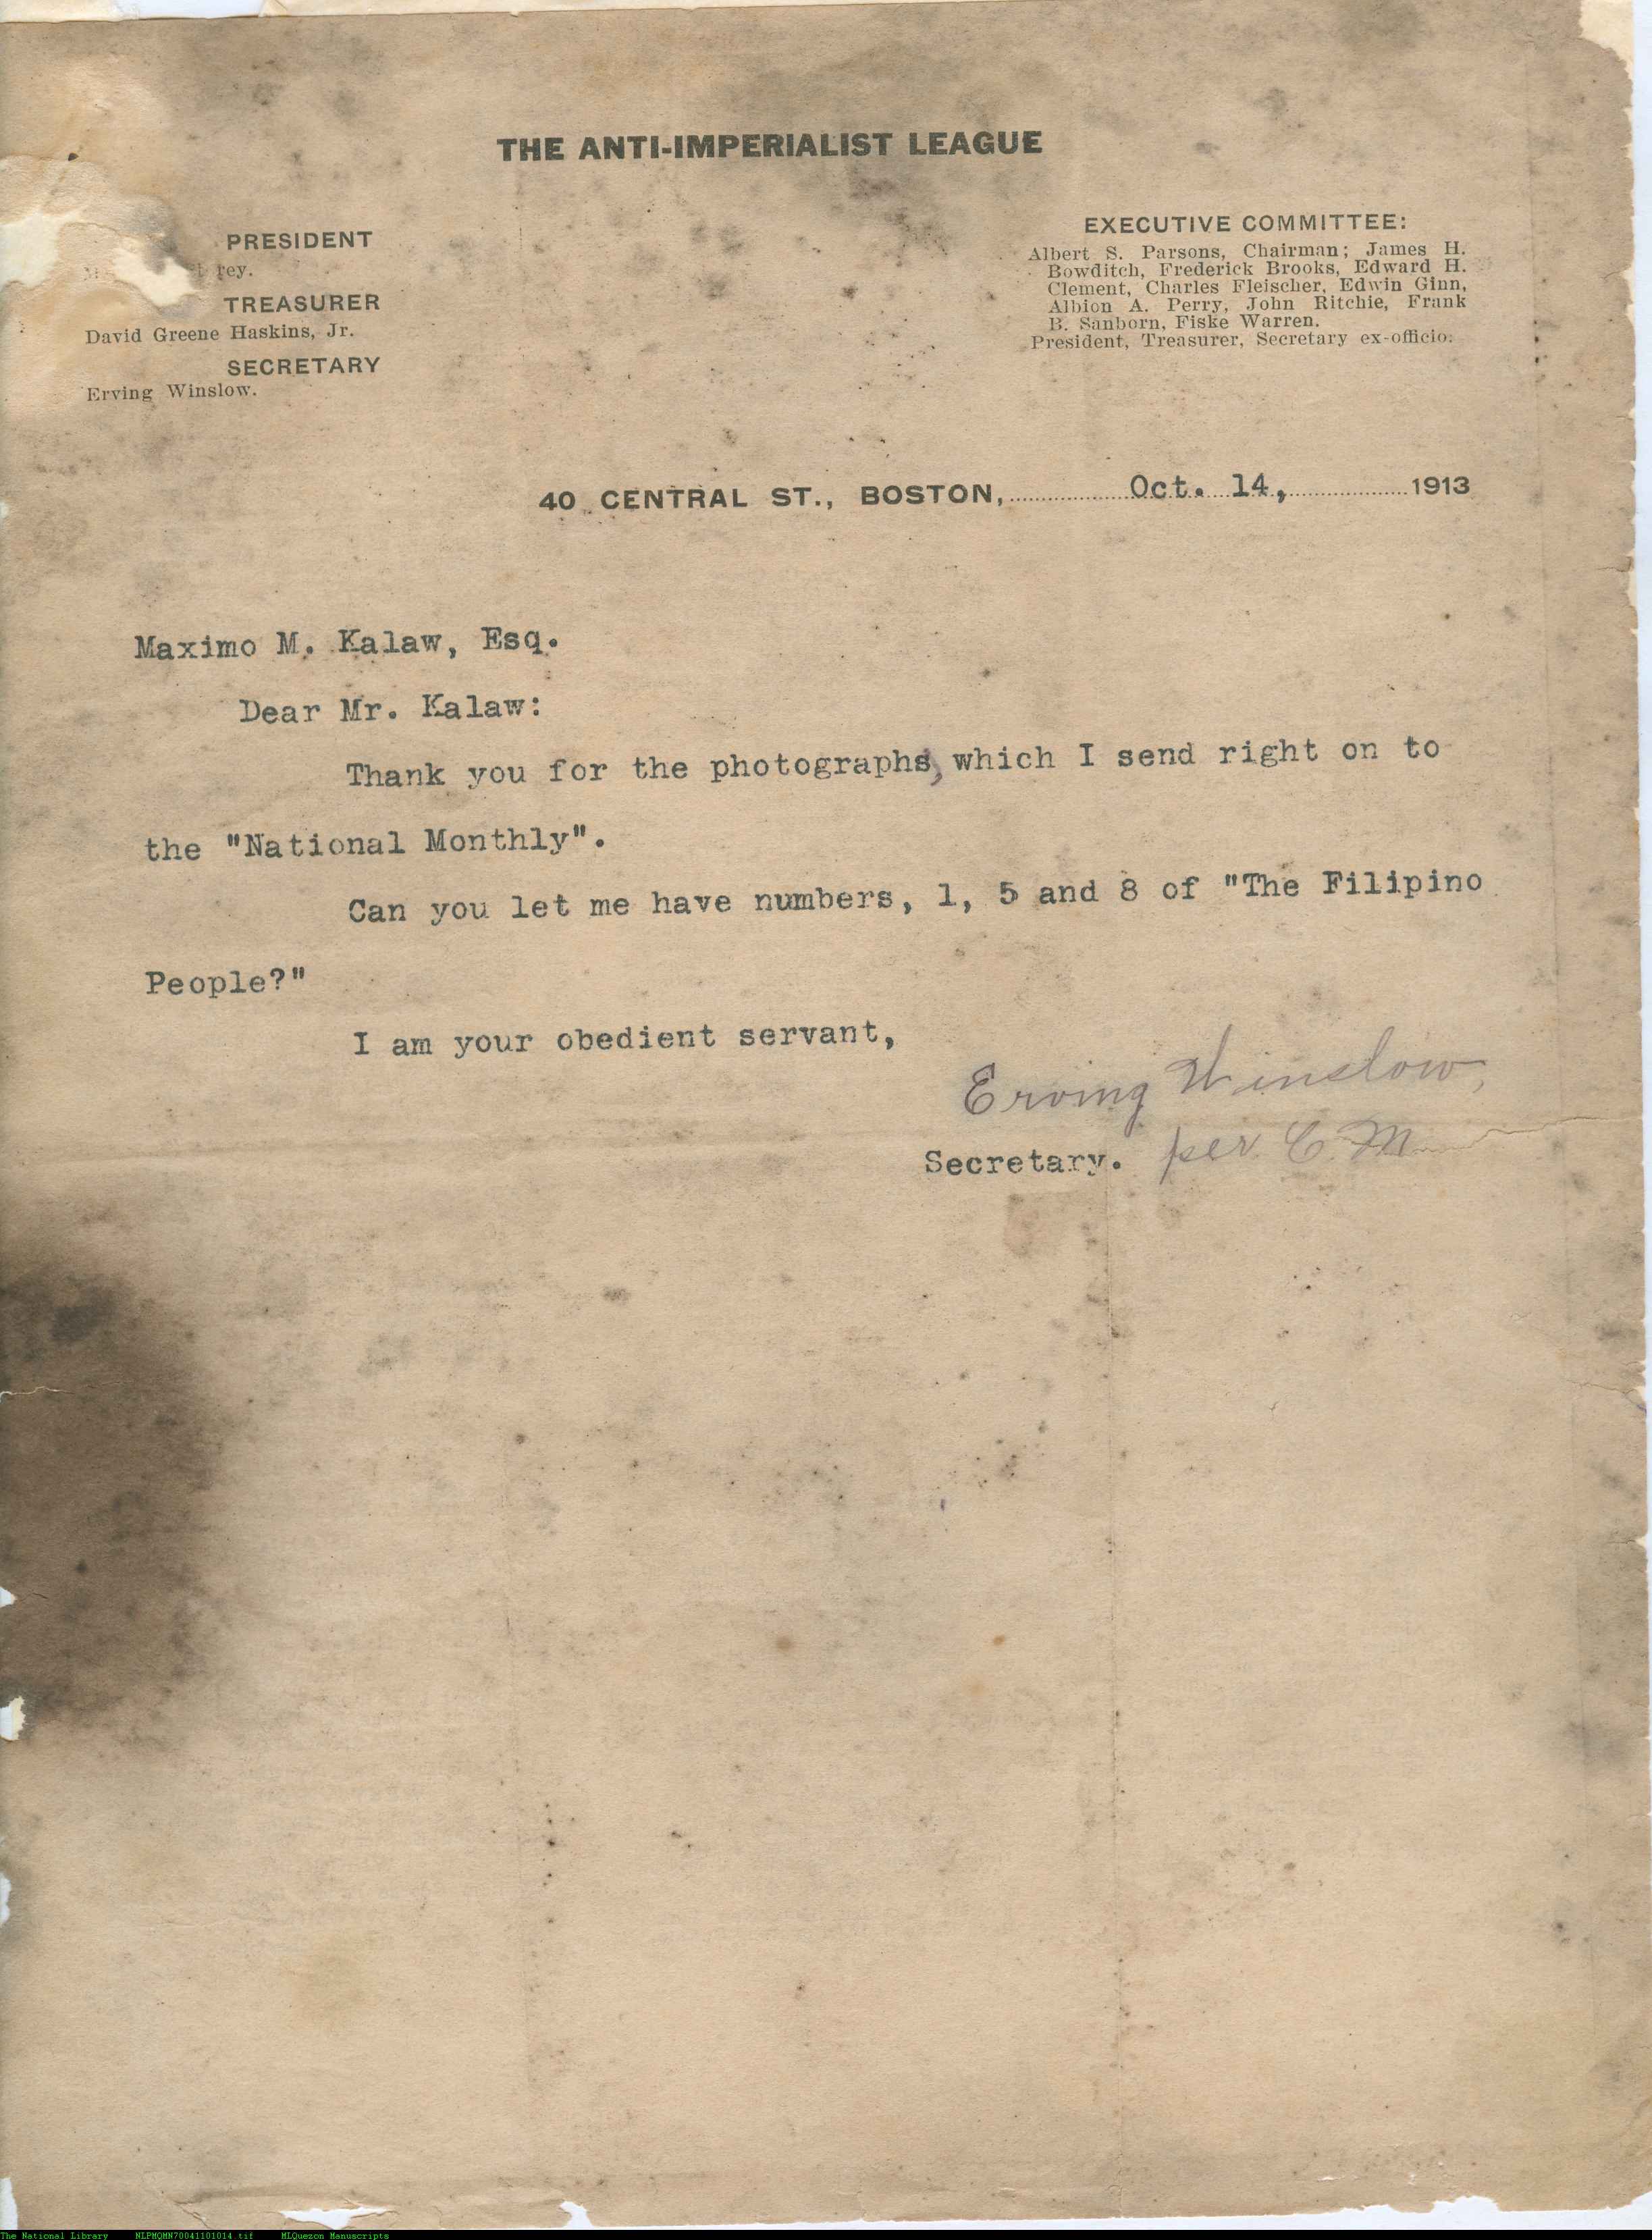 THE ANTI-IMPERIALIST LEAGUE
PRESIDENT
TREASURER
David Greene Haskins, Jr.
SECRETARY
Erving Winslow.
EXECUTIVE COMMITTEE:
Albert S. Parsons, Chairman; James H.
Bowditch, Frederick Brooks, Edward H.
Clement, Charles Fleischer, Edwin Ginn,
Albion A. Perry, John Ritchie, Frank
B. Sanborn, Fiske Warren.
President, Treasurer, Secretary ex-officio.
40 CENTRAL ST., BOSTON, Oct. 14, 1913
Maximo M. Kalaw, Esq.
Dear Mr. Kalaw:
Thank you for the photographs, which I send right on to
the "National Monthly".
Can you let me have numbers, 1, 5 and 8 of "The Filipino
People?"
I am your obedient servant,
Erving Winslow,
Secretary. per C. M
The National Library NLPMQMN70041101014.tif MLQuezon Manuscripts